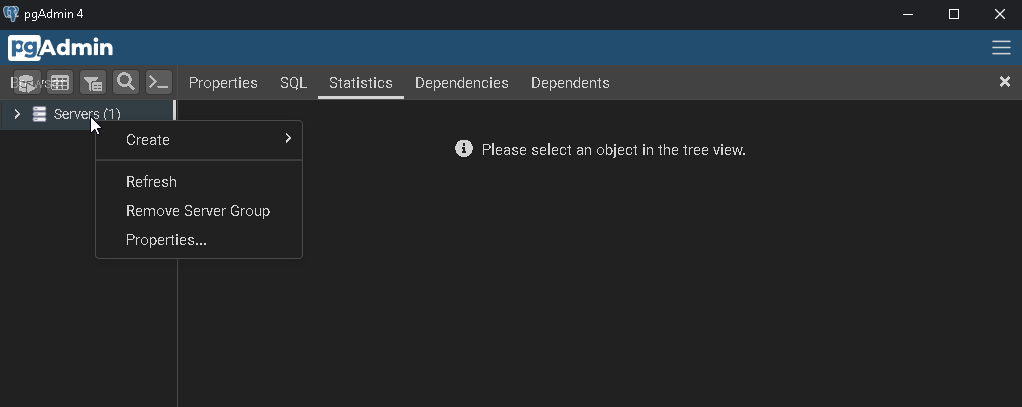 pgAdmin 4
pgAdmin
Properties SQL Statistics Dependencies Dependents
Servers (1)
Create
Please select an object in the tree view.
Refresh
Remove Server Group
Properties...